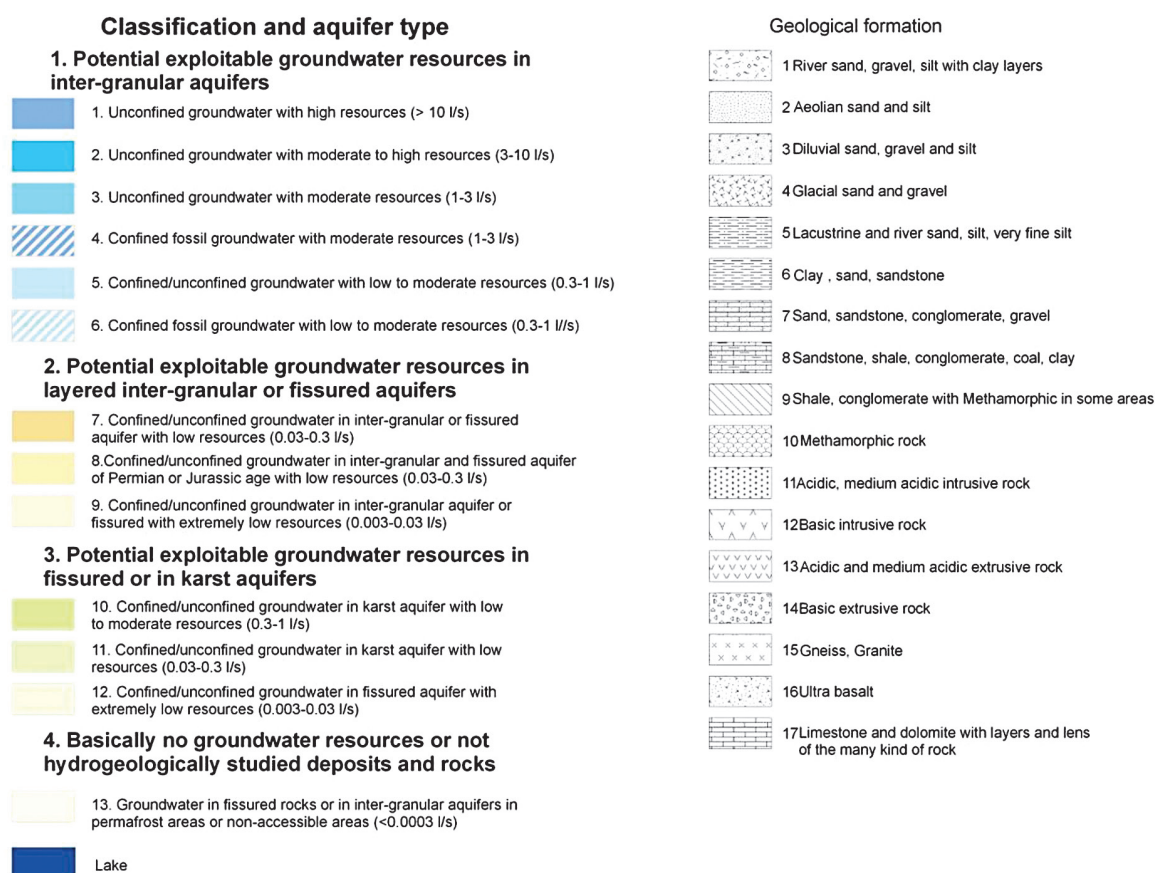 Classification and aquifer type
1. Potential exploitable groundwater resources in
inter-granular aquifers
1. Unconfined groundwater with high resources (> 10 l/s)
2. Unconfined groundwater with moderate to high resources (3-10 l/s)
3. Unconfined groundwater with moderate resources (1-3 l/s)
4. Confined fossil groundwater with moderate resources (1-3 l/s)
5. Confined/unconfined groundwater with low to moderate resources (0.3-1 l/s)
6. Confined fossil groundwater with low to moderate resources (0.3-1 l//s)
2. Potential exploitable groundwater resources in
layered inter-granular or fissured aquifers
7. Confined/unconfined groundwater in inter-granular or fissured
aquifer with low resources (0.03-0.3 l/s)
8.Confined/unconfined groundwater in inter-granular and fissured aquifer
of Permian or Jurassic age with low resources (0.03-0.3 l/s)
9. Confined/unconfined groundwater in inter-granular aquifer or
fissured with extremely low resources (0.003-0.03 l/s)
3. Potential exploitable groundwater resources in
fissured or in karst aquifers
10. Confined/unconfined groundwater in karst aquifer with low
to moderate resources (0.3-1 l/s)
11. Confined/unconfined groundwater in karst aquifer with low
resources (0.03-0.3 l/s)
12. Confined/unconfined groundwater in fissured aquifer with
extremely low resources (0.003-0.03 l/s)
4. Basically no groundwater resources or not
hydrogeologically studied deposits and rocks
13. Groundwater in fissured rocks or in inter-granular aquifers in
permafrost areas or non-accessible areas (<0.0003 l/s)
Lake
Geological formation
1 River sand, gravel, silt with clay layers
2 Aeolian sand and silt
3 Diluvial sand, gravel and silt
4 Glacial sand and gravel
5 Lacustrine and river sand, silt, very fine silt
6 Clay , sand, sandstone
7 Sand, sandstone, conglomerate, gravel
8 Sandstone, shale, conglomerate, coal, clay
9 Shale, conglomerate with Methamorphic in some areas
10 Methamorphic rock
11 Acidic, medium acidic intrusive rock
12 Basic intrusive rock
13 Acidic and medium acidic extrusive rock
14 Basic extrusive rock
15 Gneiss, Granite
16 Ultra basalt
17 Limestone and dolomite with layers and lens
of the many kind of rock